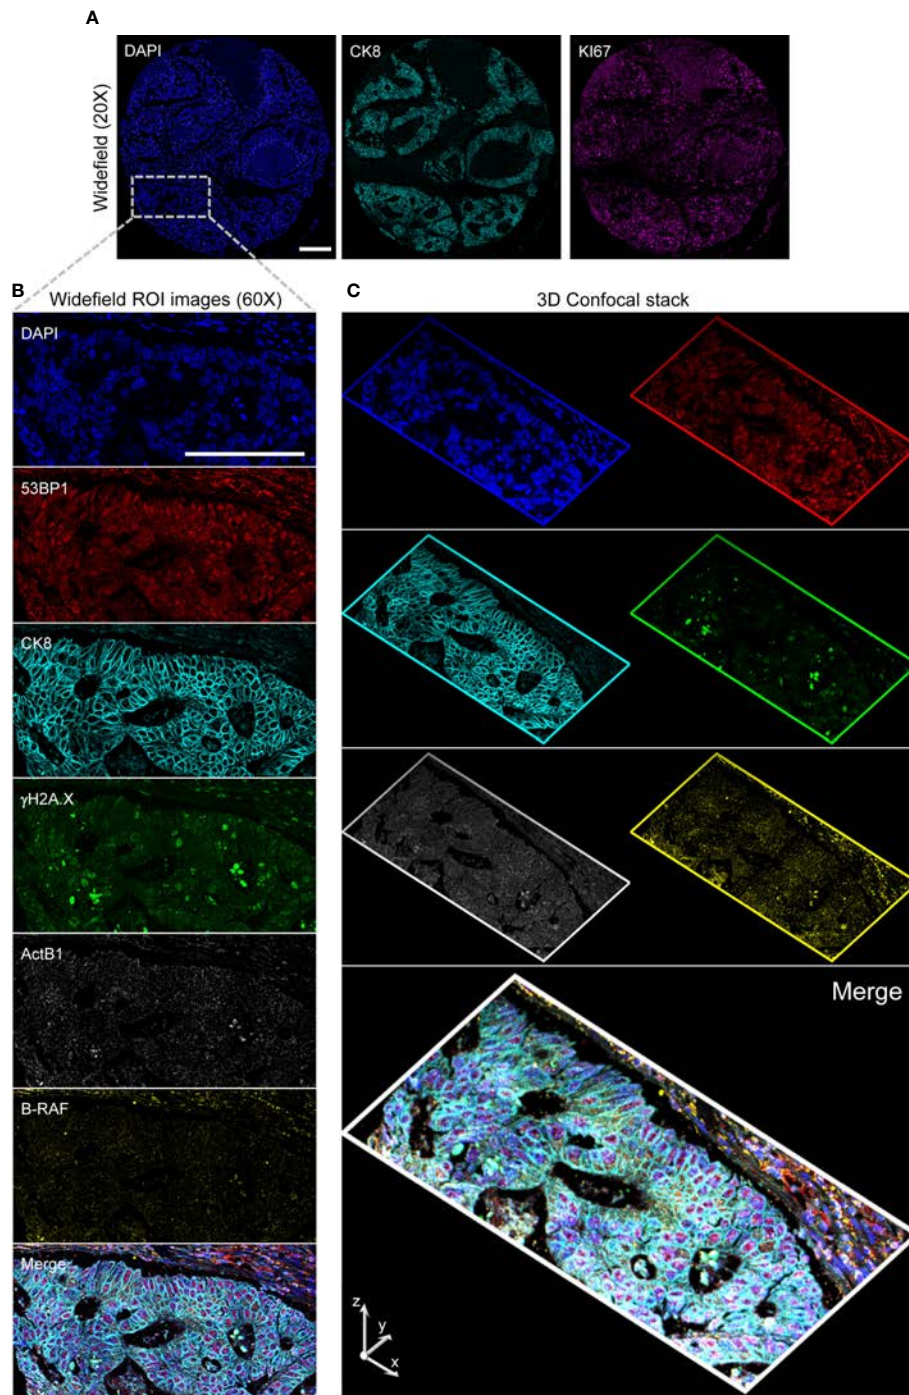 A
Widefield (20X)
DAPI
CK8
KI67
B
Widefield ROI images (60X)
DAPI
53BP1
CK8
γH2A.X
ActB1
B-RAF
Merge
C
3D Confocal stack
Merge
z
y
x